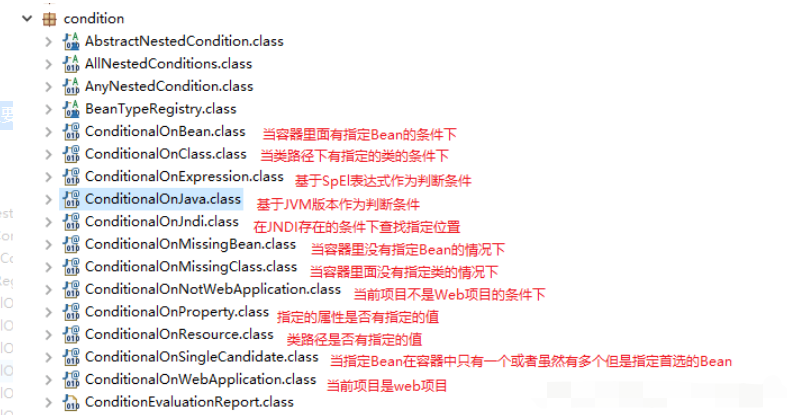 condition
AbstractNestedCondition.class
AllNestedConditions.class
AnyNestedCondition.class
BeanTypeRegistry.class
ConditionalOnBean.class 当容器里面有指定Bean的条件下
ConditionalOnClass.class 当类路径下有指定的类的条件下
ConditionalOnExpression.class 基于SpEl表达式作为判断条件
ConditionalOnJava.class 基于JVM版本作为判断条件
ConditionalOnJndi.class 在JNDI存在的条件下查找指定位置
ConditionalOnMissingBean.class 当容器里没有指定Bean的情况下
ConditionalOnMissingClass.class 当容器里面没有指定类的情况下
ConditionalOnNotWebApplication.class 当前项目不是Web项目的条件下
ConditionalOnProperty.class 指定的属性是否有指定的值
ConditionalOnResource.class 类路径是否有指定的值
ConditionalOnSingleCandidate.class 当指定Bean在容器中只有一个或者虽然有多个但是指定首选的Bean
ConditionalOnWebApplication.class 当前项目是web项目
ConditionEvaluationReport.class